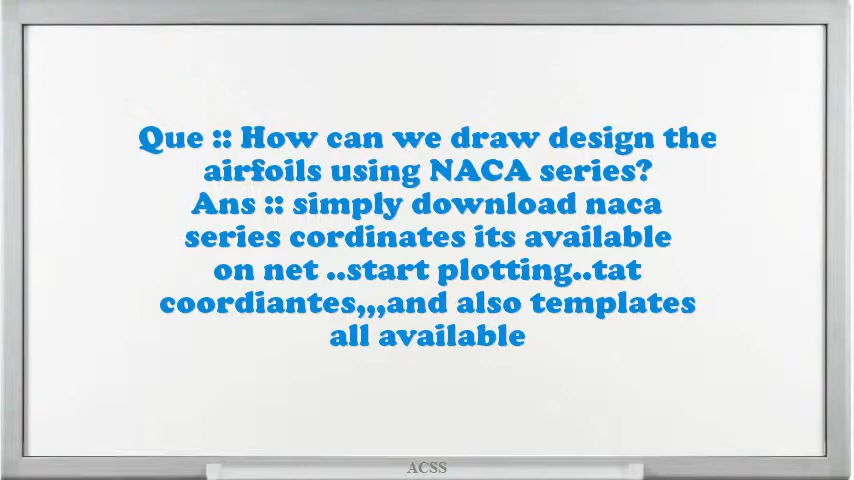 Que :: How can we draw design the
airfoils using NACA series?
Ans :: simply download naca
series cordinates its available
on net ..start plotting..tat
coordiantes,,,and also templates
all available
ACSS